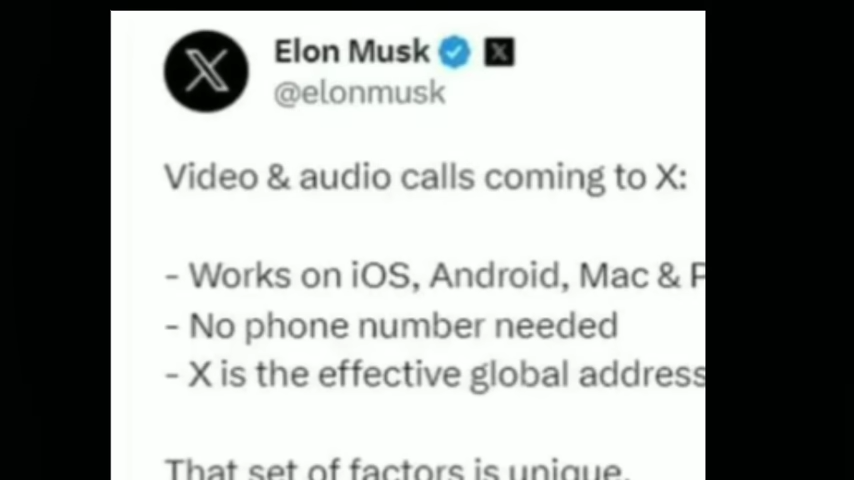 Elon Musk
@elonmusk
Video & audio calls coming to X:
- Works on iOS, Android, Mac & P
- No phone number needed
- X is the effective global address
That set of factors is unique.